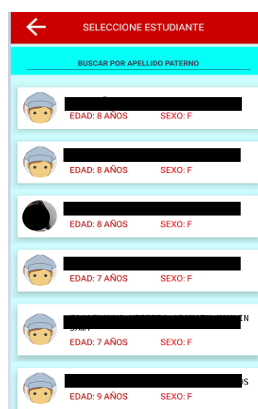 SELECCIONE ESTUDIANTE
BUSCAR POR APELLIDO PATERNO
EDAD: 8 AÑOS SEXO: F
EDAD: 8 AÑOS SEXO: F
EDAD: 8 AÑOS SEXO: F
EDAD: 7 AÑOS SEXO: F
EDAD: 7 AÑOS SEXO: F
EDAD: 9 AÑOS SEXO: F